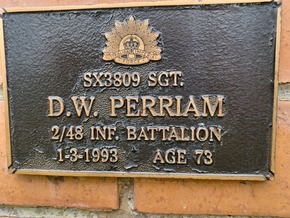 SX3809 SGT.
D.W. PERRIAM
2/48 INF. BATTALION
1-3-1993 AGE 73